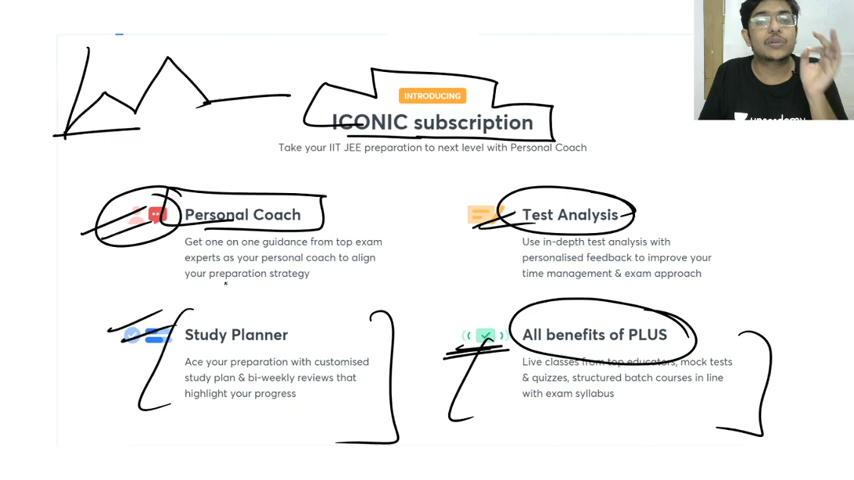 INTRODUCING
ICONIC subscription
Take your IIT JEE preparation to next level with Personal Coach
Personal Coach
Get one on one guidance from top exam
experts as your personal coach to align
your preparation strategy
Test Analysis
Use in-depth test analysis with
personalised feedback to improve your
time management & exam approach
Study Planner
Ace your preparation with customised
study plan & bi-weekly reviews that
highlight your progress
All benefits of PLUS
Live classes from top educators, mock tests
& quizzes, structured batch courses in line
with exam syllabus